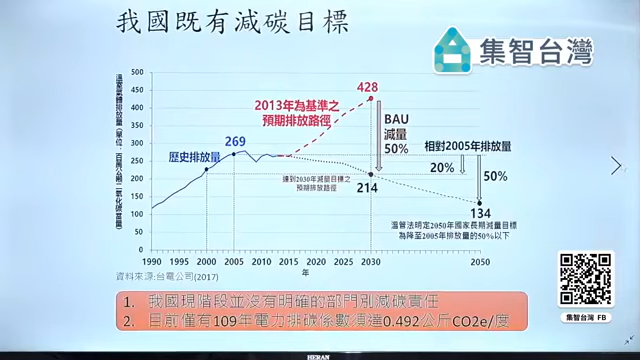 我國既有減碳目標
集智台灣
溫室氣體排放量(單位:百萬公噸二氧化碳當量)
500
450
400
350
300
250
200
150
100
50
0
428
2013年為基準之
預期排放路徑
BAU
減量
50%
269
歷史排放量
相對2005年排放量
20%
50%
達到2030年減量目標之
預期排放路徑
214
134
溫管法明定2050年國家長期減量目標
為降至2005年排放量的50%以下
1990
1995
2000
2005
2010
2015
2020
2025
2030
2050
年
資料來源:台電公司(2017)
1. 我國現階段並沒有明確的部門別減碳責任
2. 目前僅有109年電力排碳係數須達0.492公斤CO2e/度
集智台灣 FB
HERAN